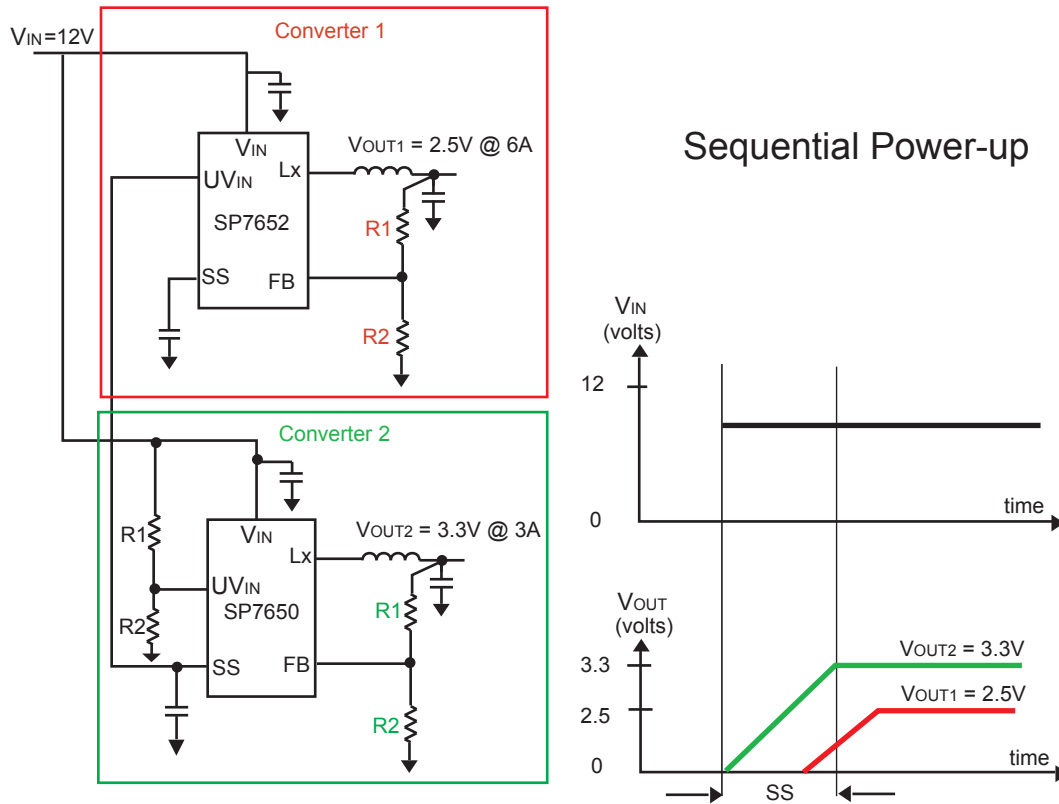 Converter 1
VIN=12V
VIN
UVIN
Lx
SP7652
SS
FB
VOUT1 = 2.5V @ 6A
R1
R2
Converter 2
R1
R2
VIN
UVIN
Lx
SP7650
SS
FB
VOUT2 = 3.3V @ 3A
R1
R2
Sequential Power-up
VIN
(volts)
12
0
time
VOUT
(volts)
3.3
2.5
0
VOUT2 = 3.3V
VOUT1 = 2.5V
time
SS